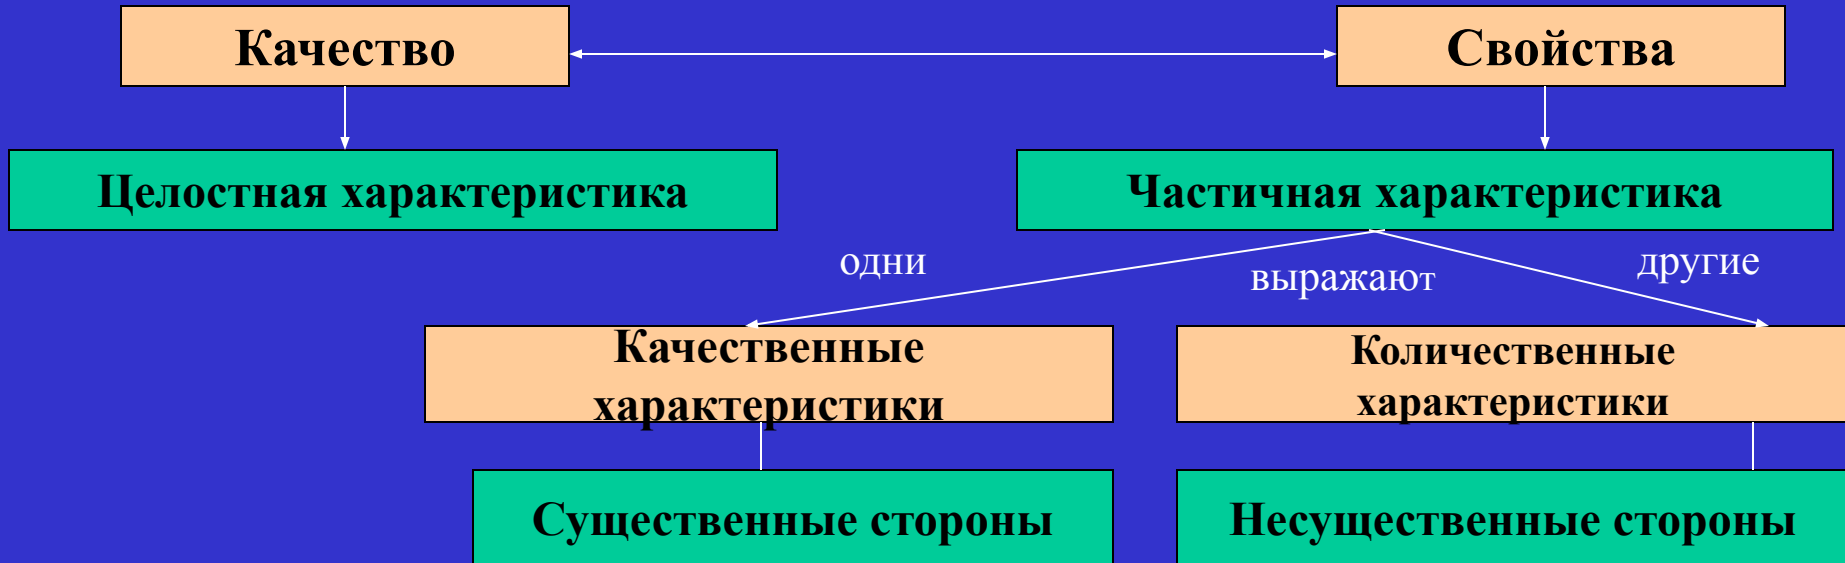 Качество
Свойства
Целостная характеристика
Частичная характеристика
одни
выражают
другие
Качественные
характеристики
Количественные
характеристики
Существенные стороны
Несущественные стороны